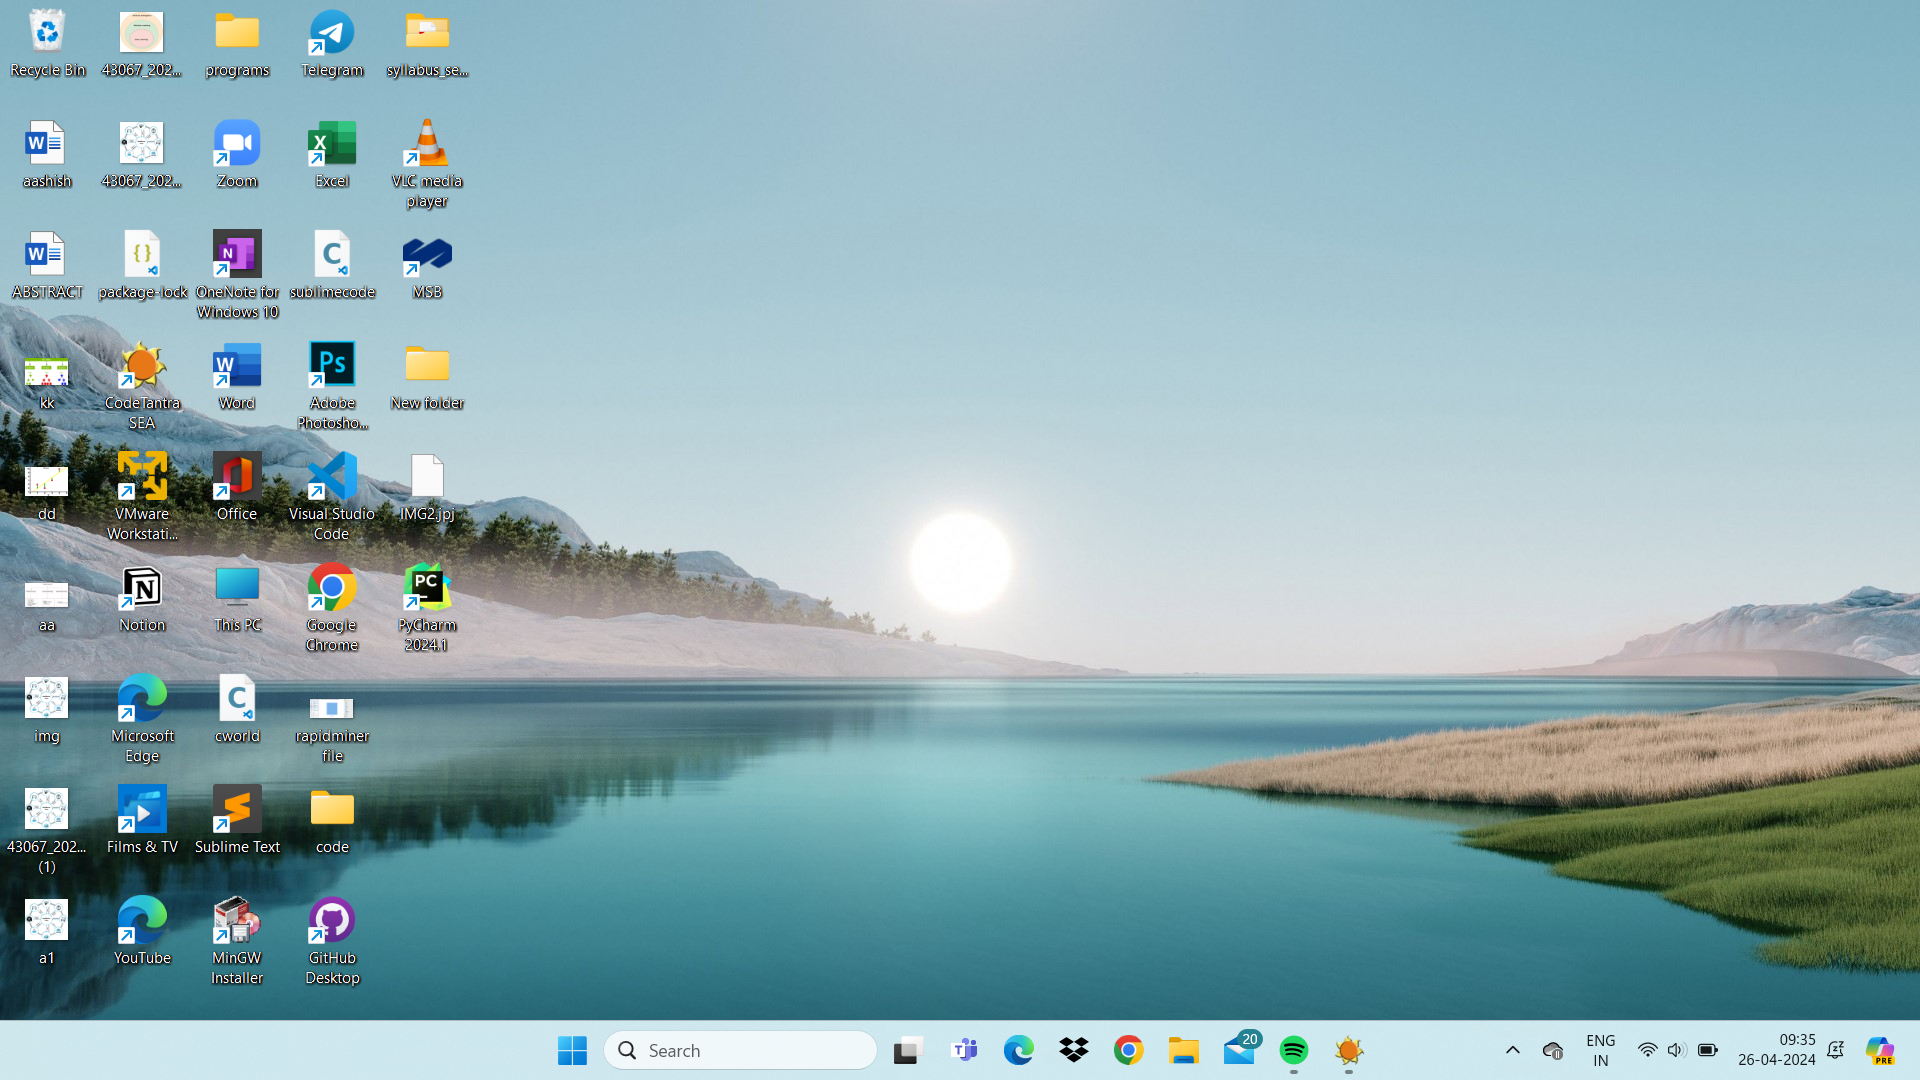 Recycle Bin
43067_202...
programs
Telegram
syllabus_se...
aashish
43067_202...
Zoom
Excel
VLC media
player
ABSTRACT
package-lock
OneNote for
Windows 10
sublimecode
MSB
kk
CodeTantra
SEA
Word
Adobe
Photosho...
New folder
dd
VMware
Workstati...
Office
Visual Studio
Code
IMG2.jpj
aa
Notion
This PC
Google
Chrome
PyCharm
2024.1
img
Microsoft
Edge
cworld
rapidminer
file
43067_202...
(1)
Films & TV
Sublime Text
code
a1
YouTube
MinGW
Installer
GitHub
Desktop
Search
20
ENG
IN
09:35
26-04-2024
PRE